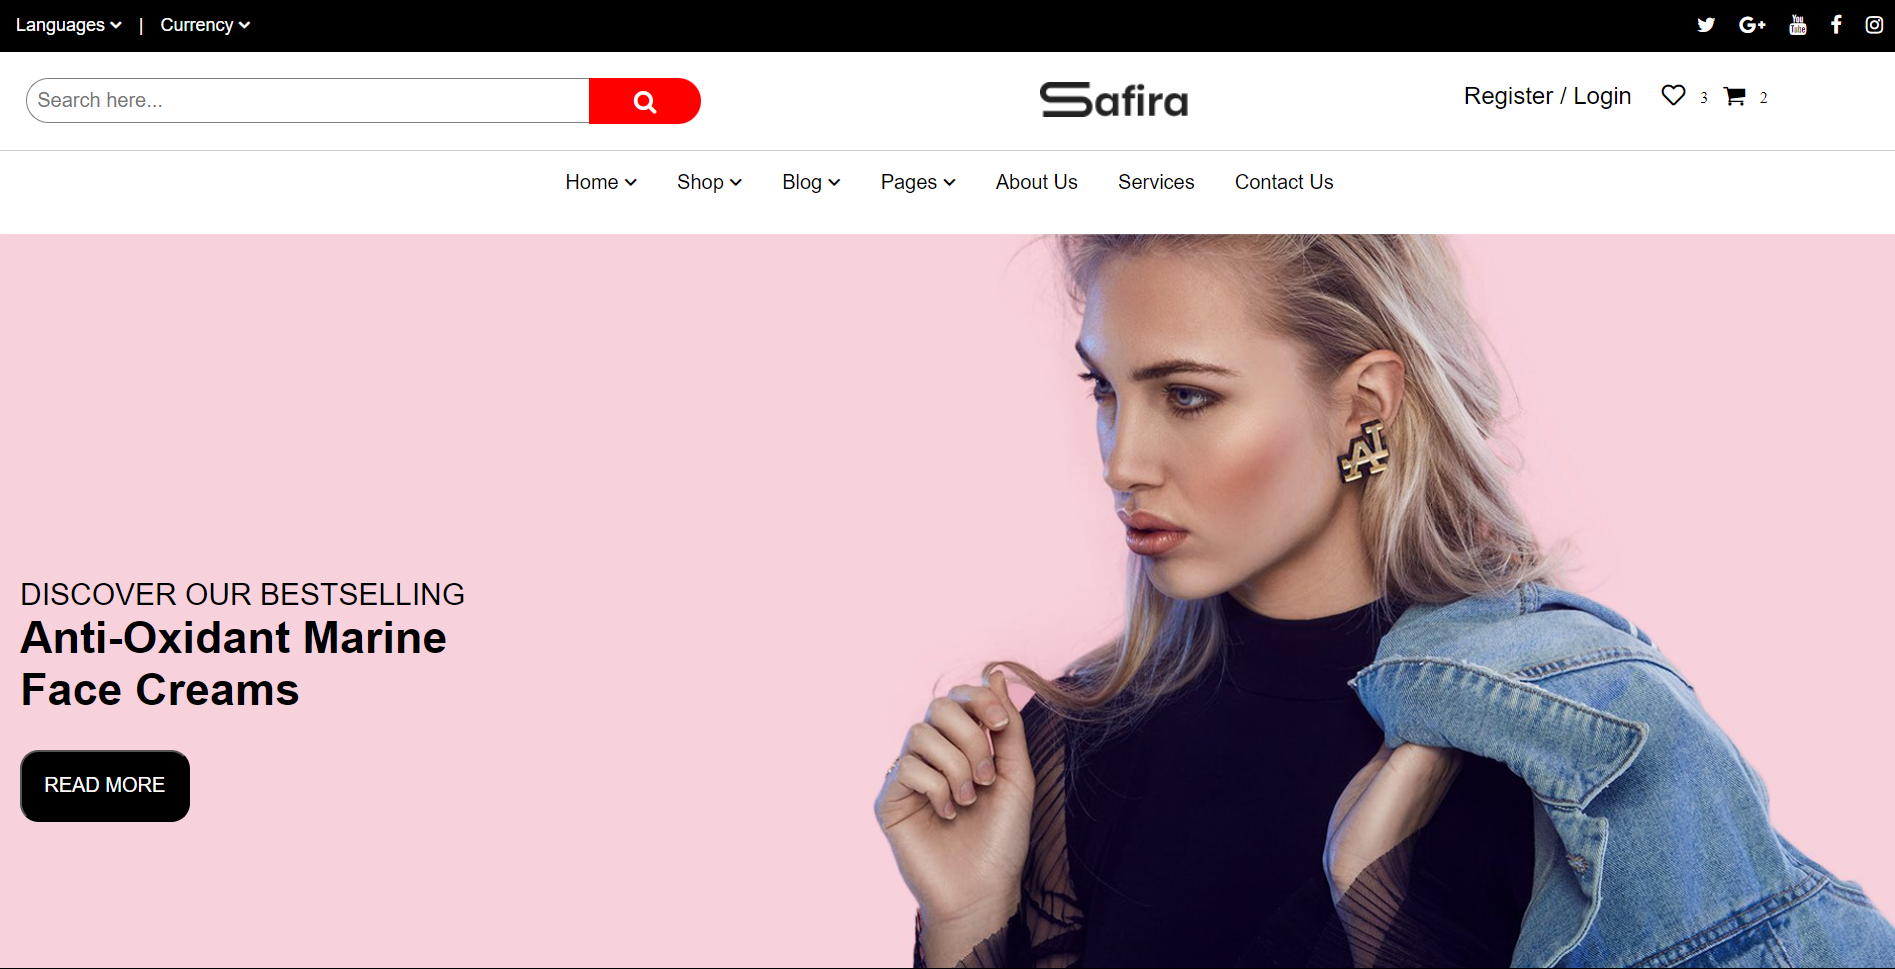 Languages | Currency
Search here...
Safira
Register / Login 3 2
Home Shop Blog Pages About Us Services Contact Us
DISCOVER OUR BESTSELLING
Anti-Oxidant Marine
Face Creams
READ MORE